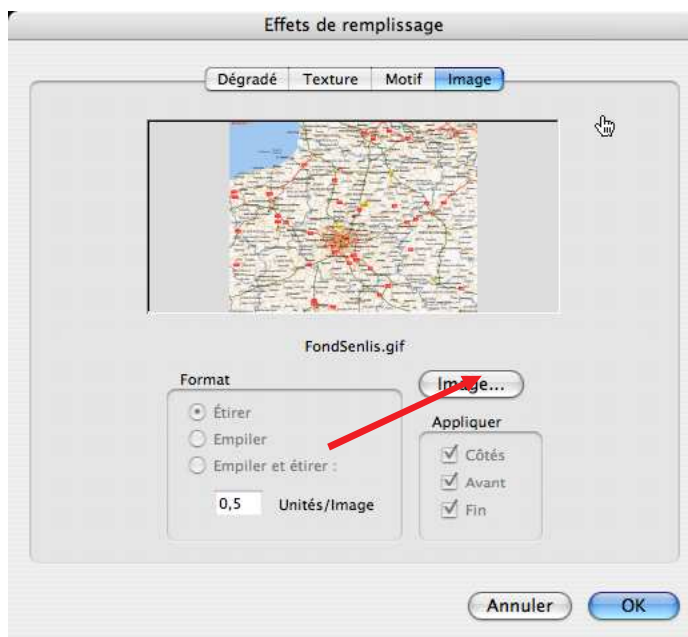 Effets de remplissage
Dégradé Texture Motif Image
FondSenlis.gif
Format
Étirer
Empiler
Empiler et étirer :
0,5 Unités/Image
Image...
Appliquer
Côtés
Avant
Fin
Annuler OK